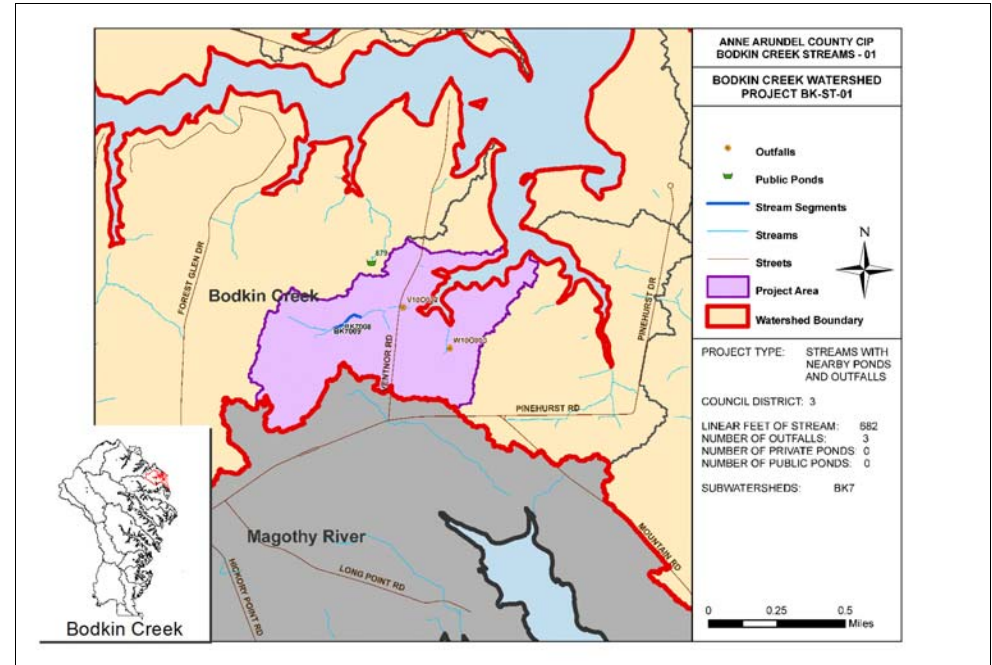 ANNE ARUNDEL COUNTY CIP
BODKIN CREEK STREAMS - 01
BODKIN CREEK WATERSHED
PROJECT BK-ST-01
Outfalls
Public Ponds
Stream Segments
Streams
Streets
Project Area
Watershed Boundary
N
PROJECT TYPE: STREAMS WITH
NEARBY PONDS
AND OUTFALLS
COUNCIL DISTRICT: 3
LINEAR FEET OF STREAM: 682
NUMBER OF OUTFALLS: 3
NUMBER OF PRIVATE PONDS 0
NUMBER OF PUBLIC PONDS: 0
SUBWATERSHEDS: BK7
0 0.25 0.5
Miles
FOREST GLEN DR
Bodkin Creek
BK7008
VENTNOR RD
PINEHURST DR
PINEHURST RD
MOUNTAIN RD
Magothy River
LONG POINT RD
HICKORY POINT RD
Bodkin Creek